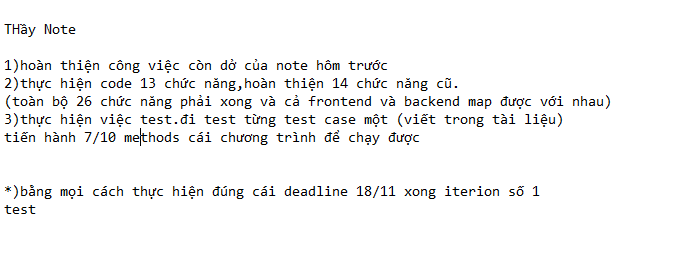 THầy Note
1)hoàn thiện công việc còn dở của note hôm trước
2)thực hiện code 13 chức năng,hoàn thiện 14 chức năng cũ.
(toàn bộ 26 chức năng phải xong và cả frontend và backend map được với nhau)
3)thực hiện việc test.đi test từng test case một (viết trong tài liệu)
tiến hành 7/10 methods cái chương trình để chạy được
*)bằng mọi cách thực hiện đúng cái deadline 18/11 xong iterion số 1
test